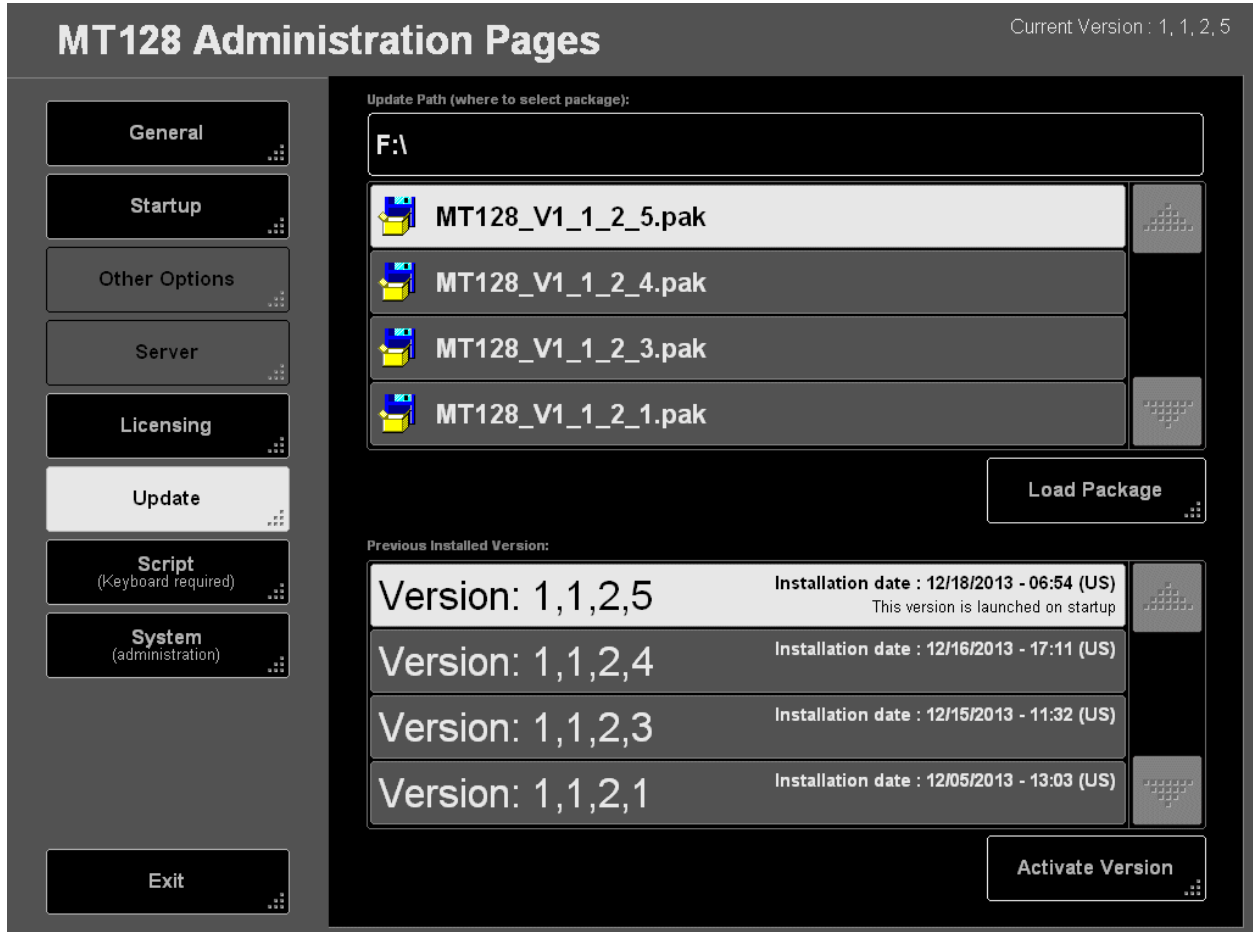 MT128 Administration Pages
Current Version : 1, 1, 2, 5
General
Startup
Other Options
Server
Licensing
Update
Script
(Keyboard required)
System
(administration)
Exit
Update Path (where to select package):
F:\
MT128_V1_1_2_5.pak
MT128_V1_1_2_4.pak
MT128_V1_1_2_3.pak
MT128_V1_1_2_1.pak
Load Package
Previous Installed Version:
Version: 1,1,2,5
Installation date : 12/18/2013 - 06:54 (US)
This version is launched on startup
Version: 1,1,2,4
Installation date : 12/16/2013 - 17:11 (US)
Version: 1,1,2,3
Installation date : 12/15/2013 - 11:32 (US)
Version: 1,1,2,1
Installation date : 12/05/2013 - 13:03 (US)
Activate Version